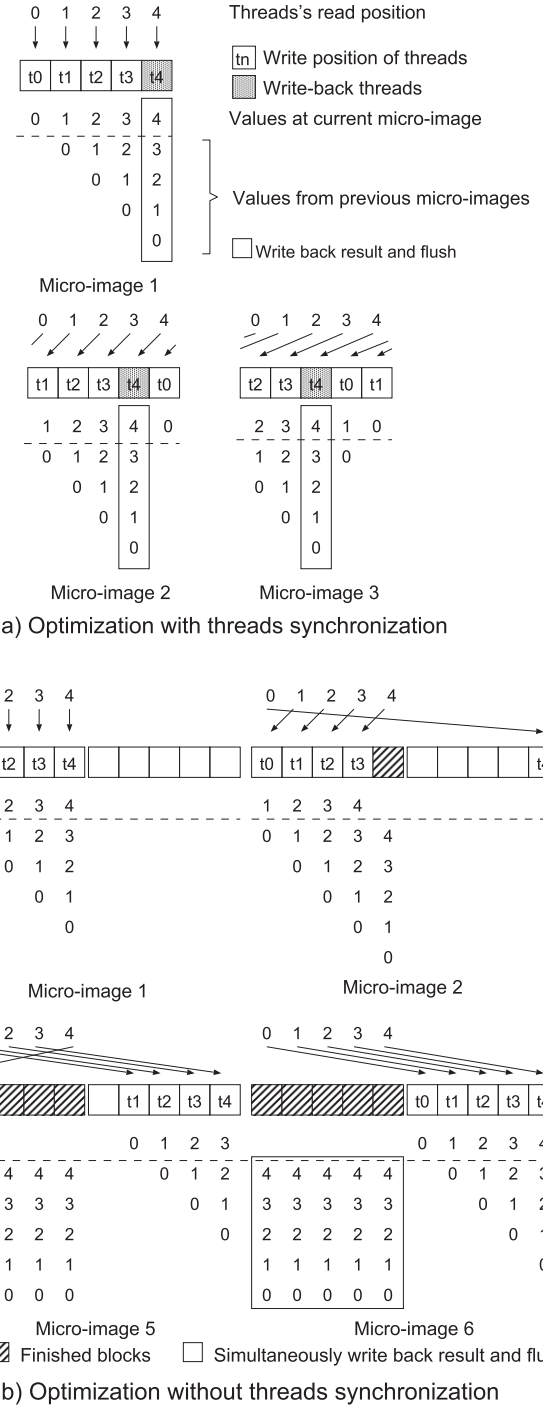 0 1 2 3 4 Threads's read position
t0 t1 t2 t3 t4 tn Write position of threads
Write-back threads
0 1 2 3 4 Values at current micro-image
0 1 2 3
0 1 2
0 1 Values from previous micro-images
0
Write back result and flush
Micro-image 1
0 1 2 3 4 0 1 2 3 4
t1 t2 t3 t4 t0 t2 t3 t4 t0 t1
1 2 3 4 0 2 3 4 1 0
0 1 2 3 1 2 3 0
0 1 2 0 1 2
0 1 0 1
0 0
Micro-image 2 Micro-image 3
a) Optimization with threads synchronization
2 3 4 0 1 2 3 4
t2 t3 t4 t0 t1 t2 t3
2 3 4 1 2 3 4
1 2 3 0 1 2 3 4
0 1 2 0 1 2 3
0 1 0 1 2
0 0 1
0
Micro-image 1 Micro-image 2
2 3 4 0 1 2 3 4
t1 t2 t3 t4 t0 t1 t2 t3
0 1 2 3 0 1 2 3 4
4 4 4 0 1 2 4 4 4 4 4 0 1 2
3 3 3 0 1 3 3 3 3 3 0 1
2 2 2 0 2 2 2 2 2 0
1 1 1 1 1 1 1 1
0 0 0 0 0 0 0 0
Micro-image 5 Micro-image 6
Finished blocks Simultaneously write back result and
b) Optimization without threads synchronization